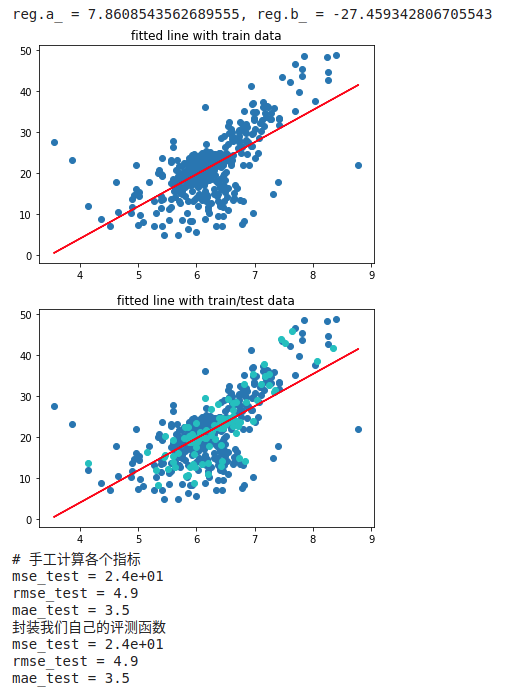 reg.a_ = 7.8608543562689555, reg.b_ = -27.459342806705543
fitted line with train data
50
40
30
20
10
0
4 5 6 7 8 9
fitted line with train/test data
50
40
30
20
10
0
4 5 6 7 8 9
# 手工计算各个指标
mse_test = 2.4e+01
rmse_test = 4.9
mae_test = 3.5
封装我们自己的评测函数
mse_test = 2.4e+01
rmse_test = 4.9
mae_test = 3.5